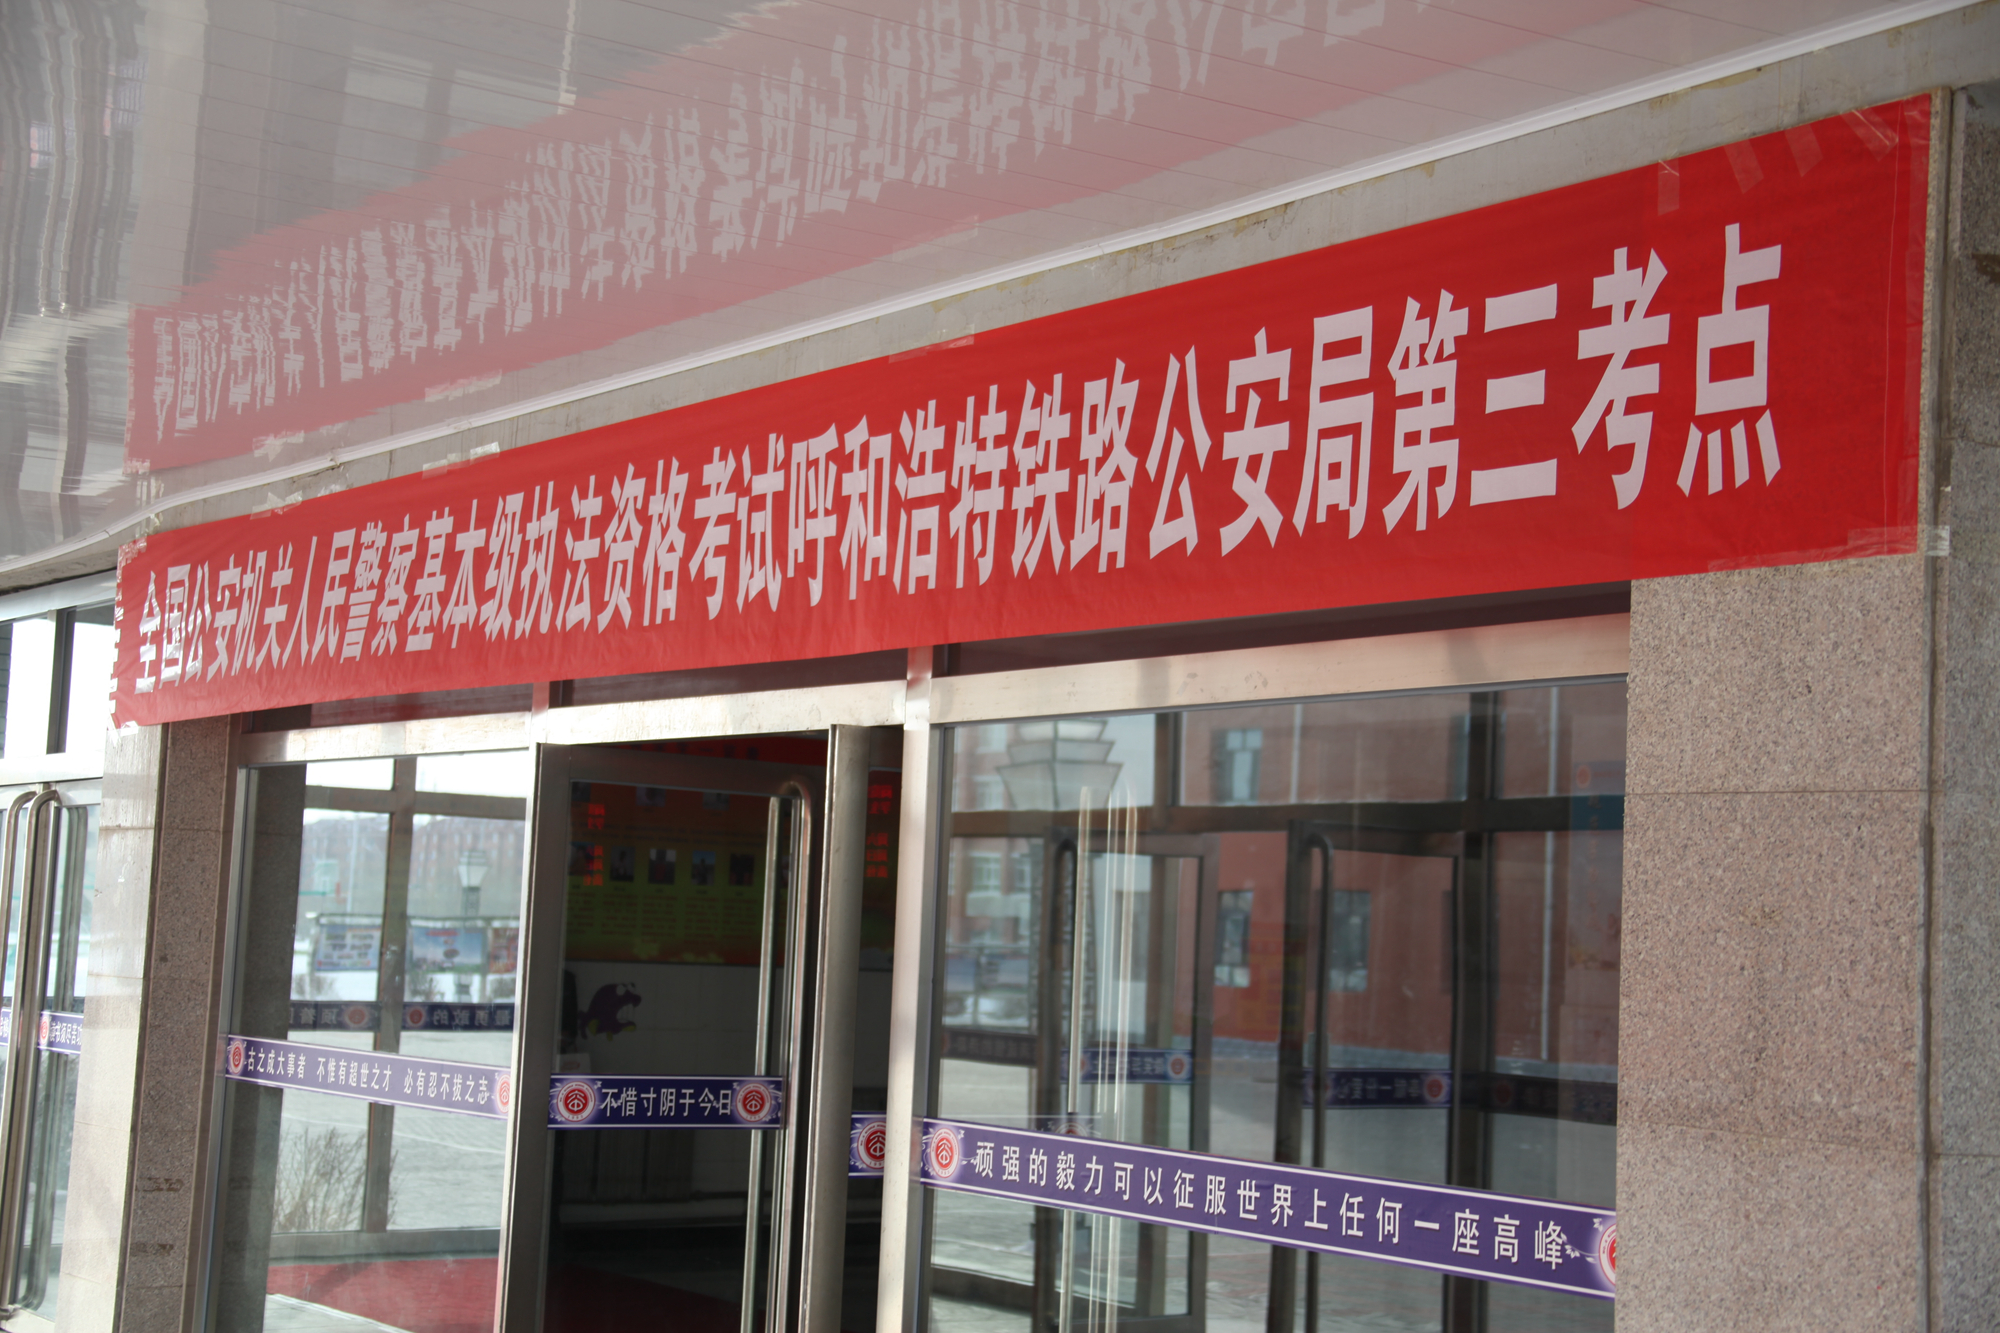 全国公安机关人民警察基本级执法资格考试呼和浩特铁路公安局第三考点
古之成大事者 不惟有超世之才 必有忍不拔之志
不惜寸阴于今日
顽强的毅力可以征服世界上任何一座高峰